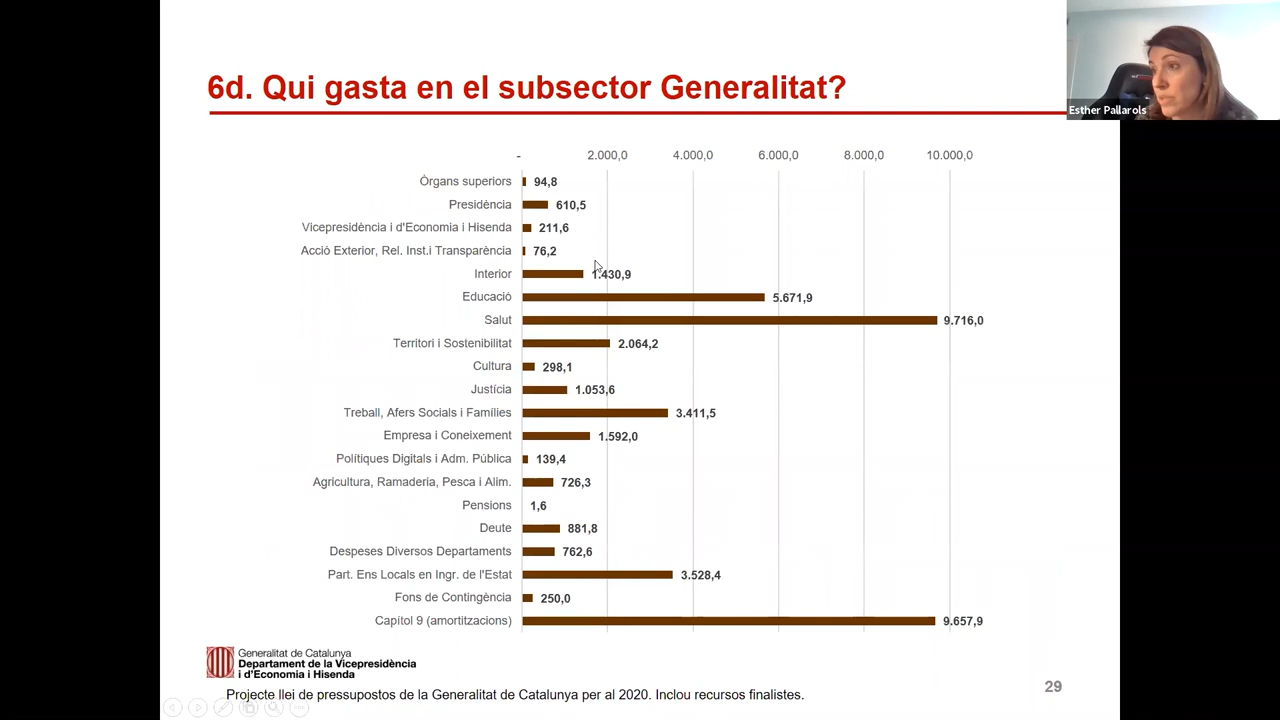 6d. Qui gasta en el subsector Generalitat?
Esther Pallarols
- 2.000,0 4.000,0 6.000,0 8.000,0 10.000,0
Òrgans superiors 94,8
Presidència 610,5
Vicepresidència i d'Economia i Hisenda 211,6
Acció Exterior, Rel. Inst.i Transparència 76,2
Interior 1.430,9
Educació 5.671,9
Salut 9.716,0
Territori i Sostenibilitat 2.064,2
Cultura 298,1
Justícia 1.053,6
Treball, Afers Socials i Famílies 3.411,5
Empresa i Coneixement 1.592,0
Polítiques Digitals i Adm. Pública 139,4
Agricultura, Ramaderia, Pesca i Alim. 726,3
Pensions 1,6
Deute 881,8
Despeses Diversos Departaments 762,6
Part. Ens Locals en Ingr. de l'Estat 3.528,4
Fons de Contingència 250,0
Capítol 9 (amortitzacions) 9.657,9
Generalitat de Catalunya
Departament de la Vicepresidència
i d'Economia i Hisenda
Projecte llei de pressupostos de la Generalitat de Catalunya per al 2020. Inclou recursos finalistes.
29